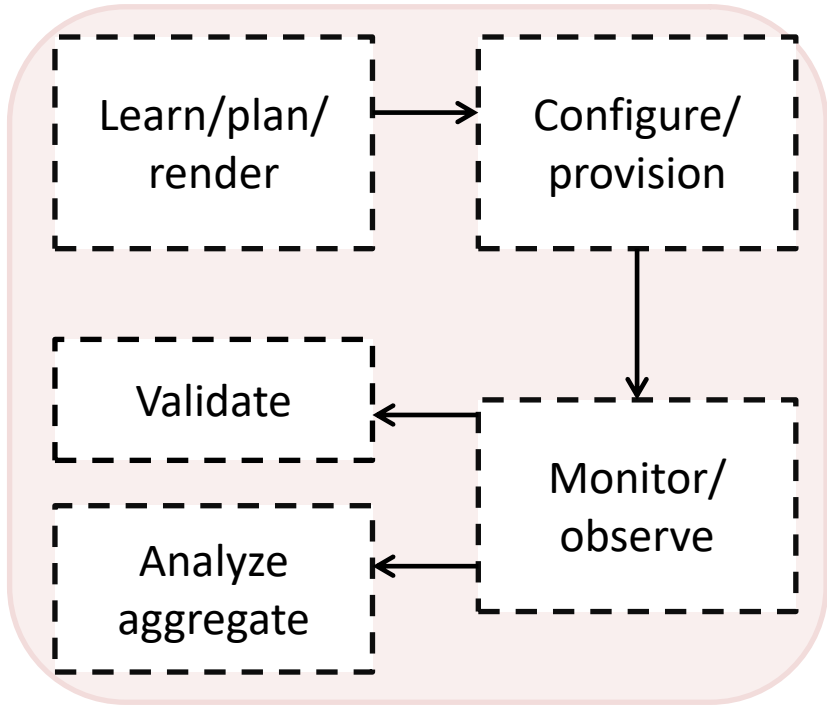 Learn/plan/
render
Configure/
provision
Validate
Monitor/
observe
Analyze
aggregate